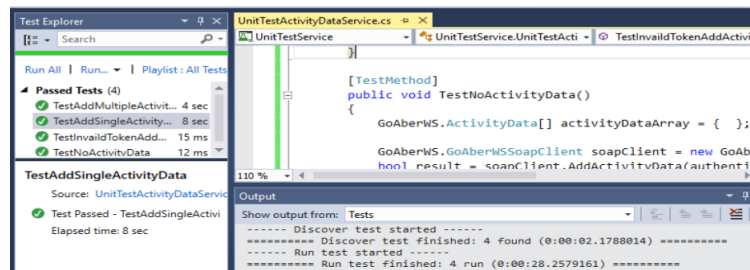 Test Explorer
Search
Run All | Run... | Playlist : All Tests
Passed Tests (4)
TestAddMultipleActivit... 4 sec
TestAddSingleActivity... 8 sec
TestInvaildTokenAdd... 15 ms
TestNoActivityData 12 ms
TestAddSingleActivityData
Source: UnitTestActivityDataServic
Test Passed - TestAddSingleActivi
Elapsed time: 8 sec
UnitTestActivityDataService.cs
UnitTestService
UnitTestService.UnitTestActi
TestInvaildTokenAddActivi
}
[TestMethod]
public void TestNoActivityData()
{
GoAberWS.ActivityData[] activityDataArray = { };
GoAberWS.GoAberWSSoapClient soapClient = new GoAb
bool result = soapClient.AddActivityData(authenti
110 %
Output
Show output from: Tests
------ Discover test started ------
========== Discover test finished: 4 found (0:00:02.1788014) ==========
------ Run test started ------
========== Run test finished: 4 run (0:00:28.2579161) ==========